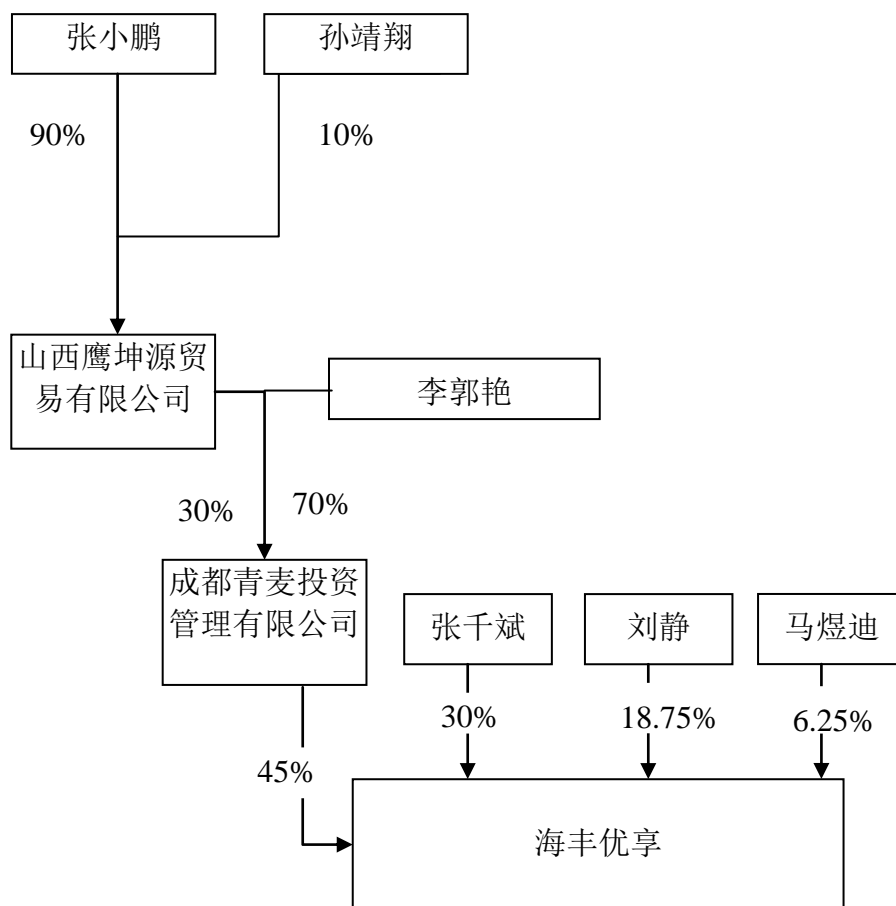 张小鹏
孙靖翔
90%
10%
山西鹰坤源贸
易有限公司
李郭艳
30%
70%
成都青麦投资
管理有限公司
张千斌
刘静
马煜迪
30%
18.75%
6.25%
45%
海丰优享